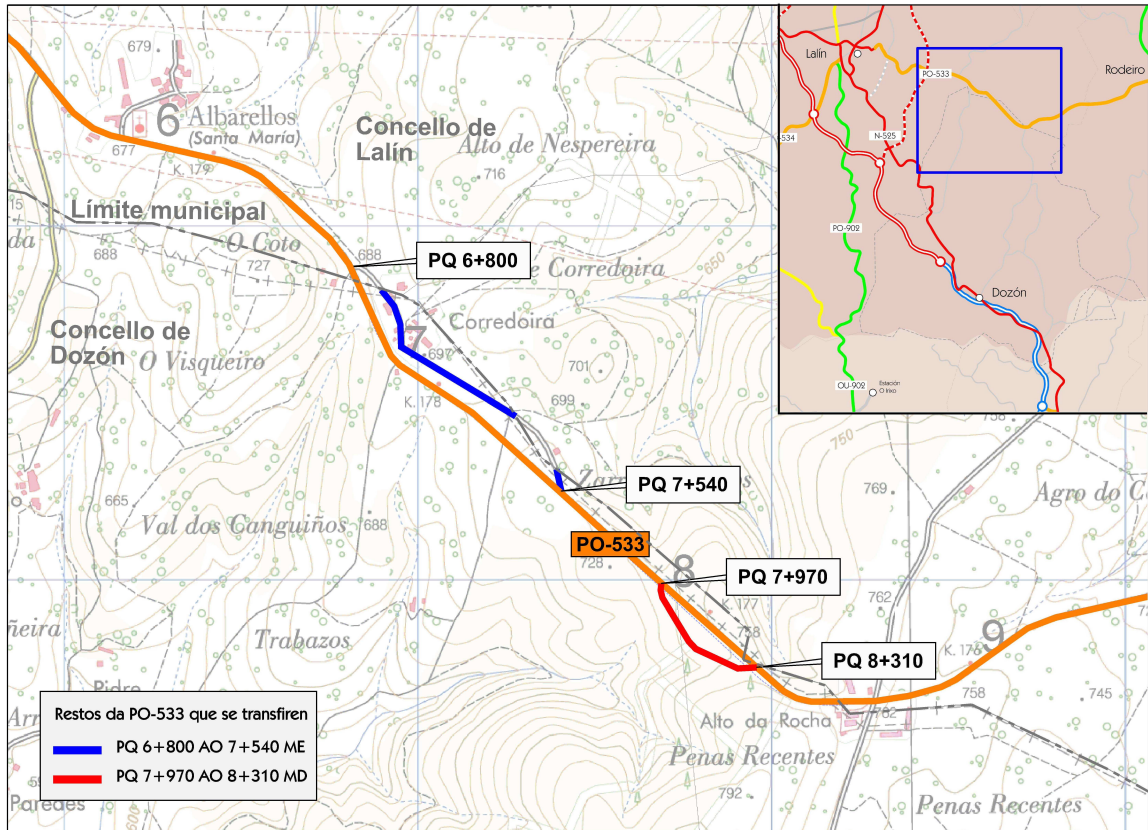 679
6
Albarellos
(Santa María)
677
K. 179
Concello de
Lalín
Alto de Nespereira
716
Límite municipal
O Coto
688
688
727
PQ 6+800
Corredoira
650
Concello de
Dozón
O Visqueiro
7
Corredoira
697
701
K. 178
699
PQ 7+540
665
Val dos Canguiños
688
PO-533
728
8
PQ 7+970
K. 177
758
769
Agro do
762
Trabazos
9
K. 176
PQ 8+310
758
745
782
Alto da Rocha
Penas Recentes
792
Penas Recentes
Pidre
Paredes
600
750
Restos da PO-533 que se transfiren
PQ 6+800 AO 7+540 ME
PQ 7+970 AO 8+310 MD
Lalín
PO-533
Rodeiro
N-525
-534
PO-902
Dozón
OU-902
Estación
O Irixo